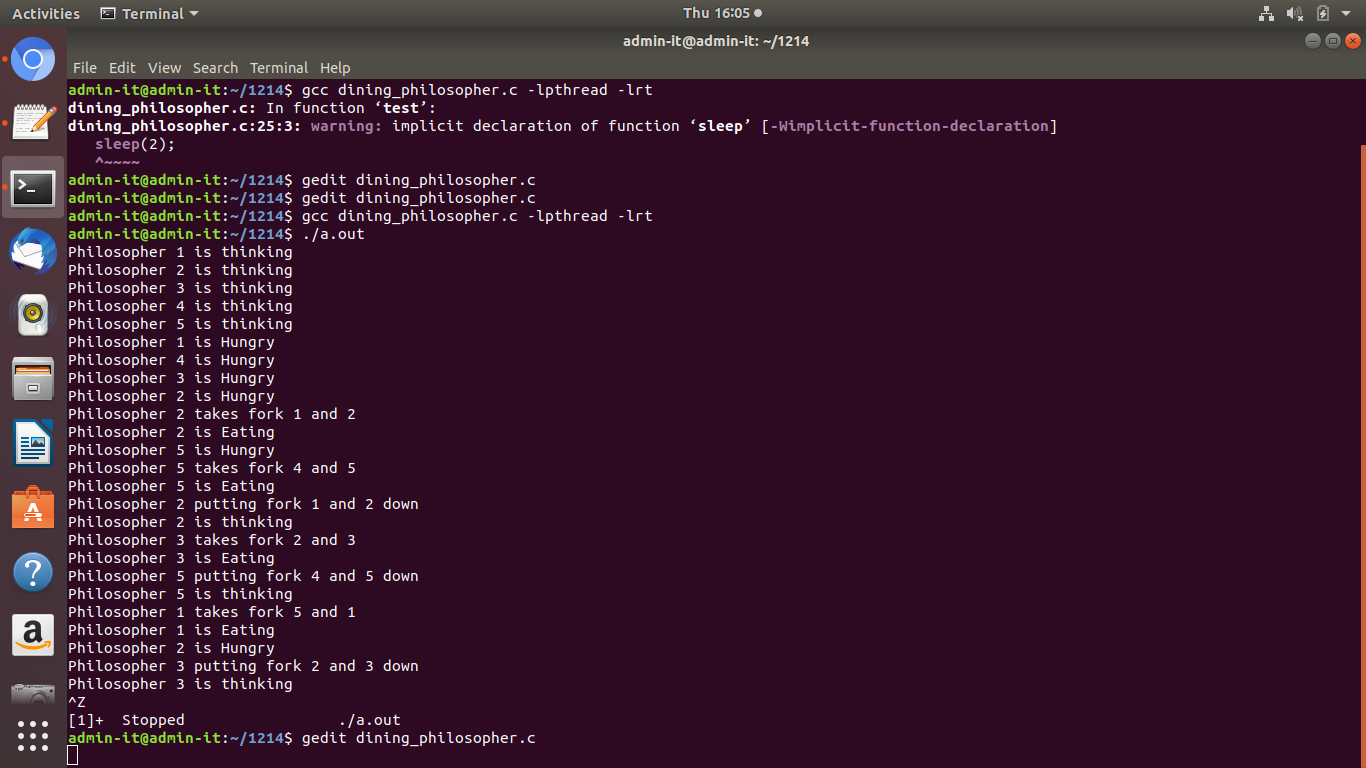 Activities Terminal Thu 16:05
admin-it@admin-it: ~/1214
File Edit View Search Terminal Help
admin-it@admin-it:~/1214$ gcc dining_philosopher.c -lpthread -lrt
dining_philosopher.c: In function ‘test’:
dining_philosopher.c:25:3: warning: implicit declaration of function ‘sleep’ [-Wimplicit-function-declaration]
   sleep(2);
   ^~~~~
admin-it@admin-it:~/1214$ gedit dining_philosopher.c
admin-it@admin-it:~/1214$ gedit dining_philosopher.c
admin-it@admin-it:~/1214$ gcc dining_philosopher.c -lpthread -lrt
admin-it@admin-it:~/1214$ ./a.out
Philosopher 1 is thinking
Philosopher 2 is thinking
Philosopher 3 is thinking
Philosopher 4 is thinking
Philosopher 5 is thinking
Philosopher 1 is Hungry
Philosopher 4 is Hungry
Philosopher 3 is Hungry
Philosopher 2 is Hungry
Philosopher 2 takes fork 1 and 2
Philosopher 2 is Eating
Philosopher 5 is Hungry
Philosopher 5 takes fork 4 and 5
Philosopher 5 is Eating
Philosopher 2 putting fork 1 and 2 down
Philosopher 2 is thinking
Philosopher 3 takes fork 2 and 3
Philosopher 3 is Eating
Philosopher 5 putting fork 4 and 5 down
Philosopher 5 is thinking
Philosopher 1 takes fork 5 and 1
Philosopher 1 is Eating
Philosopher 2 is Hungry
Philosopher 3 putting fork 2 and 3 down
Philosopher 3 is thinking
^Z
[1]+  Stopped                 ./a.out
admin-it@admin-it:~/1214$ gedit dining_philosopher.c